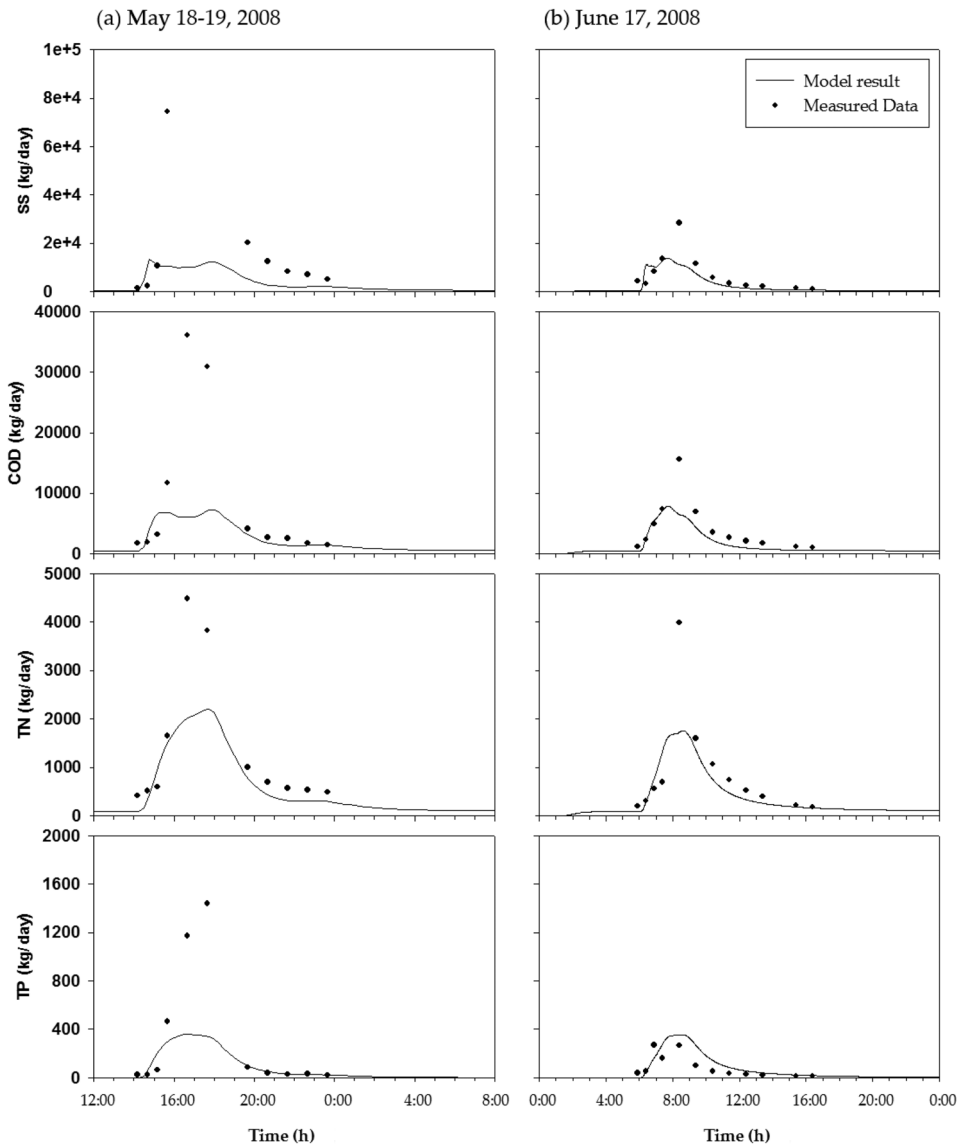 (a) May 18-19, 2008
(b) June 17, 2008
1e+5
8e+4
6e+4
4e+4
2e+4
0
SS (kg/day)
Model result
Measured Data
40000
30000
20000
10000
0
COD (kg/day)
5000
4000
3000
2000
1000
0
TN (kg/day)
2000
1600
1200
800
400
0
TP (kg/day)
12:00 16:00 20:00 0:00 4:00 8:00
0:00 4:00 8:00 12:00 16:00 20:00 0:00
Time (h)
Time (h)